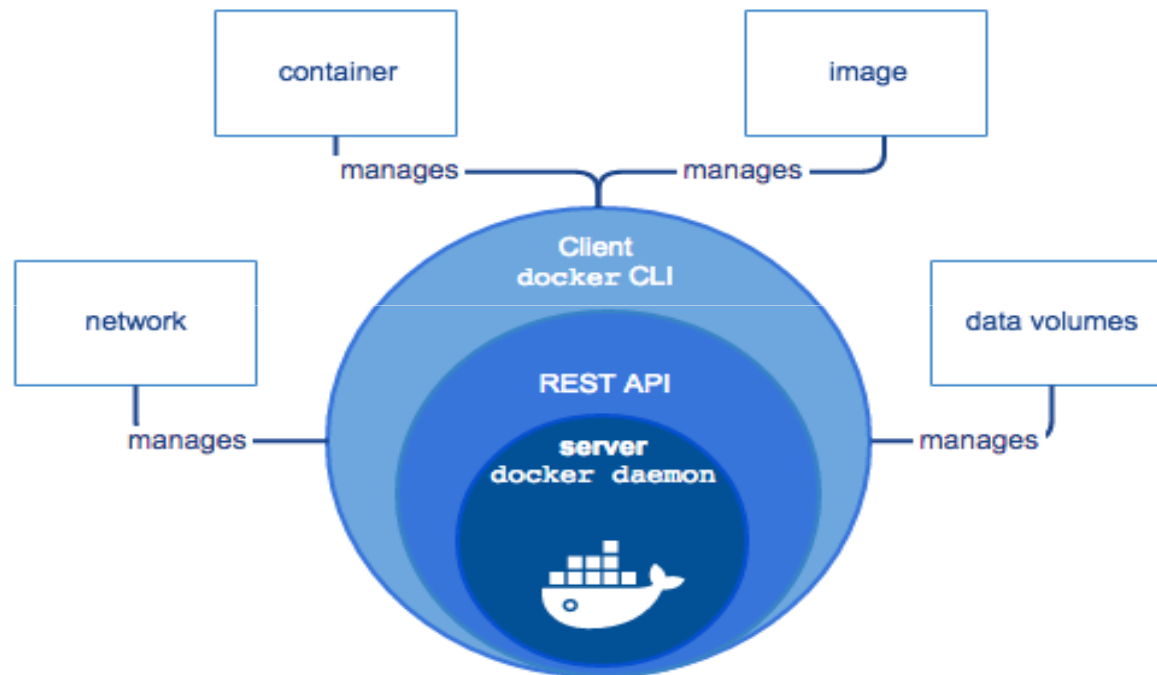 container
image
manages
manages
Client
docker CLI
network
data volumes
REST API
manages
server
docker daemon
manages